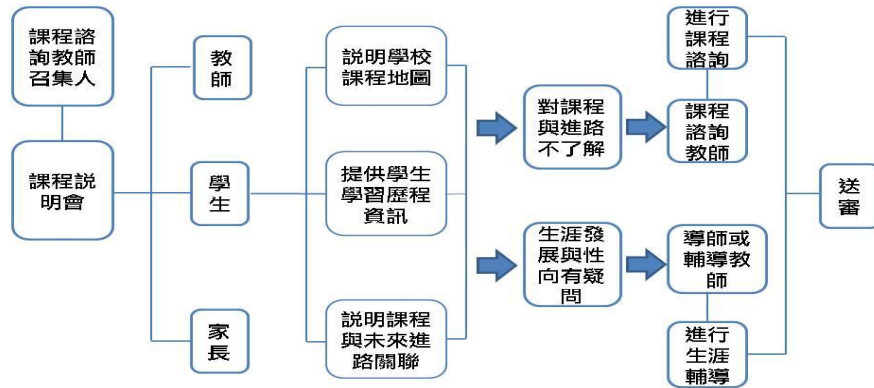 課程諮
詢教師
召集人
課程説
明會
教
師
學
生
家
長
説明學校
課程地圖
提供學生
學習歷程
資訊
説明課程
與未來進
路關聯
對課程
與進路
不了解
生涯發
展與性
向有疑
問
進行
課程
諮詢
課程
諮詢
教師
導師或
輔導教
師
進行
生涯
輔導
送
審